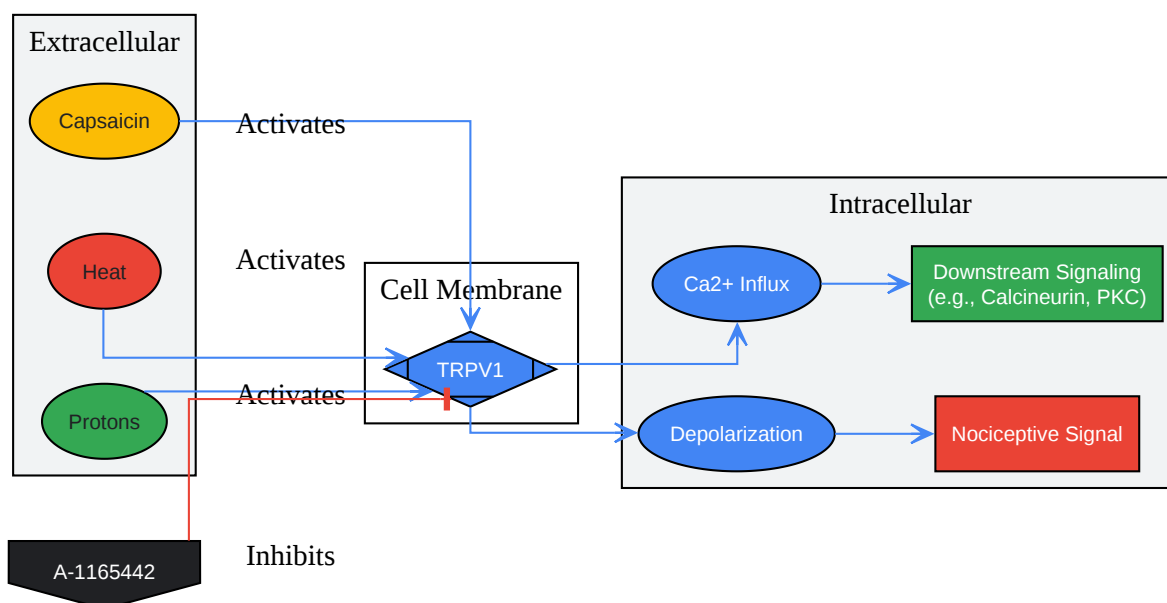 Extracellular
Capsaicin
Activates
Heat
Activates
Protons
Activates
Cell Membrane
TRPV1
Intracellular
Ca2+ Influx
Downstream Signaling
(e.g., Calcineurin, PKC)
Depolarization
Nociceptive Signal
A-1165442
Inhibits